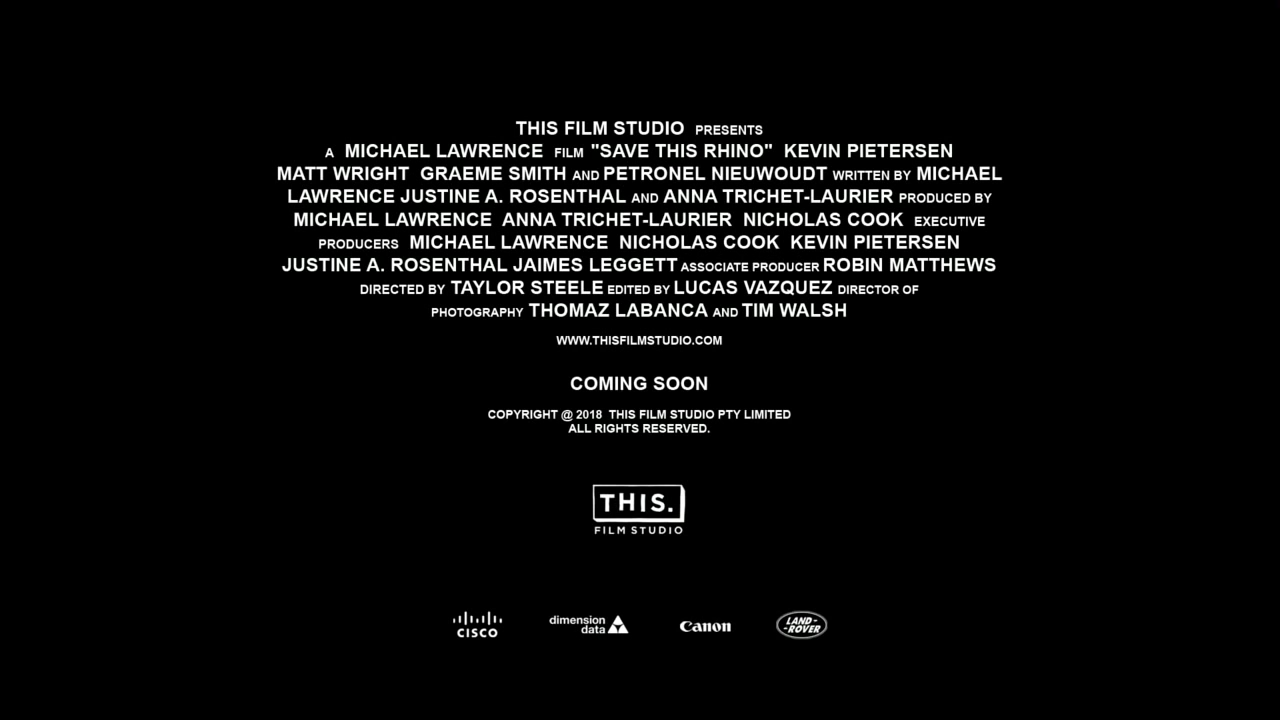 THIS FILM STUDIO PRESENTS
A MICHAEL LAWRENCE FILM "SAVE THIS RHINO" KEVIN PIETERSEN
MATT WRIGHT GRAEME SMITH AND PETRONEL NIEUWOUDT WRITTEN BY MICHAEL
LAWRENCE JUSTINE A. ROSENTHAL AND ANNA TRICHET-LAURIER PRODUCED BY
MICHAEL LAWRENCE ANNA TRICHET-LAURIER NICHOLAS COOK EXECUTIVE
PRODUCERS MICHAEL LAWRENCE NICHOLAS COOK KEVIN PIETERSEN
JUSTINE A. ROSENTHAL JAIMES LEGGETT ASSOCIATE PRODUCER ROBIN MATTHEWS
DIRECTED BY TAYLOR STEELE EDITED BY LUCAS VAZQUEZ DIRECTOR OF
PHOTOGRAPHY THOMAZ LABANCA AND TIM WALSH
WWW.THISFILMSTUDIO.COM
COMING SOON
COPYRIGHT @ 2018 THIS FILM STUDIO PTY LIMITED
ALL RIGHTS RESERVED.
THIS.
FILM STUDIO
CISCO
dimension
data
Canon
LAND-
-ROVER